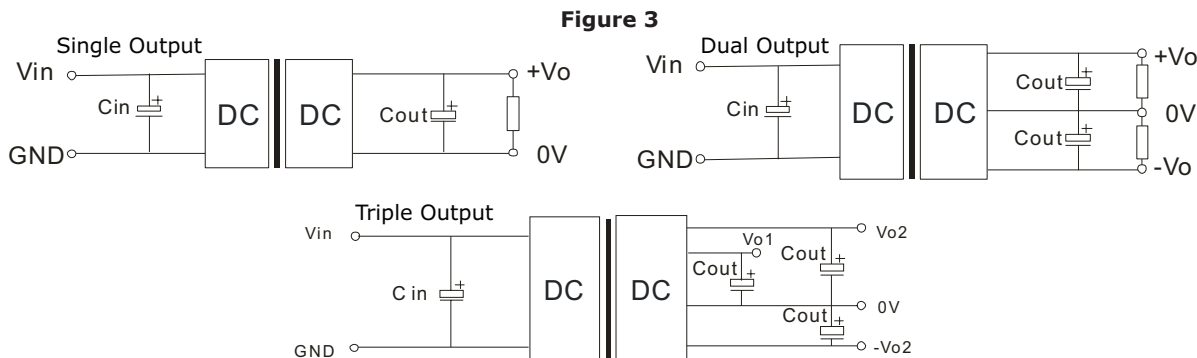 Figure 3
Single Output
Vin
Cin
GND
DC
DC
Cout
+
+
+Vo
0V
Dual Output
Vin
Cin
+
GND
DC
DC
Cout
+
Cout
+
+Vo
0V
-Vo
Triple Output
Vin
C in
+
GND
DC
DC
Vo1
Cout
+
Cout
+
Cout
+
Vo2
0V
-Vo2